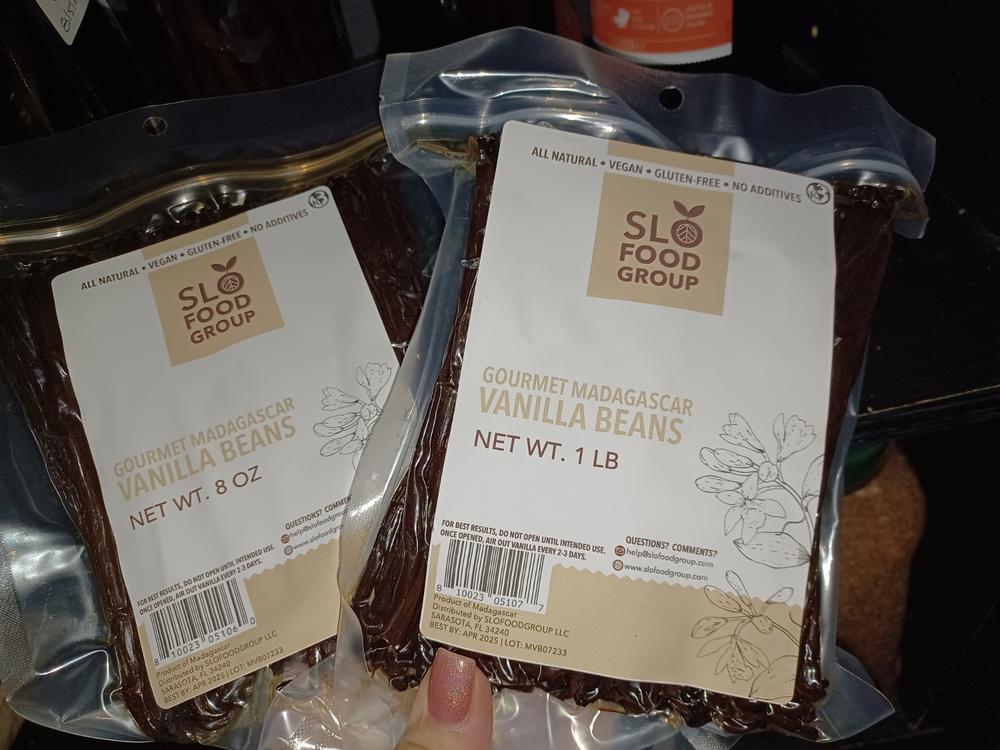 ALL NATURAL • VEGAN • GLUTEN-FREE • NO ADDITIVES
SLO
FOOD
GROUP
GOURMET MADAGASCAR
VANILLA BEANS
NET WT. 8 OZ
FOR BEST RESULTS, DO NOT OPEN UNTIL INTENDED USE.
ONCE OPENED, AIR OUT VANILLA EVERY 2-3 DAYS.
QUESTIONS? COMMEN
help@slofoodgroup
www.slofoodgro
8 10023 05106 0
Product of Madagascar
Distributed by SLOFOODGROUP LLC
SARASOTA, FL 34240
BEST BY: APR 2025 | LOT: MVB07233
ALL NATURAL • VEGAN • GLUTEN-FREE • NO ADDITIVES
SLO
FOOD
GROUP
GOURMET MADAGASCAR
VANILLA BEANS
NET WT. 1 LB
FOR BEST RESULTS, DO NOT OPEN UNTIL INTENDED USE.
ONCE OPENED, AIR OUT VANILLA EVERY 2-3 DAYS.
QUESTIONS? COMMENTS?
help@slofoodgroup.com
www.slofoodgroup.com
8 10023 05107 7
Product of Madagascar
Distributed by SLOFOODGROUP LLC
SARASOTA, FL 34240
BEST BY: APR 2025 | LOT: MVB07233